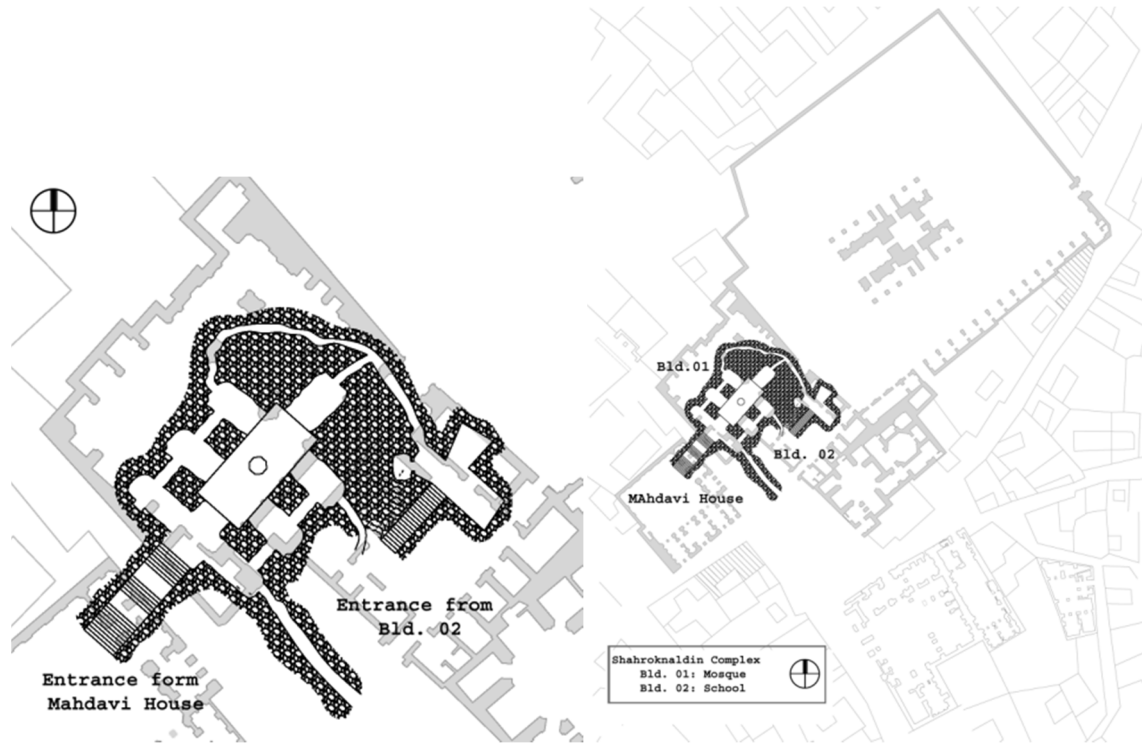 Entrance from
Bld. 02
Entrance form
Mahdavi House
Bld.01
Bld. 02
MAhdavi House
Shahroknaldin Complex
Bld. 01: Mosque
Bld. 02: School